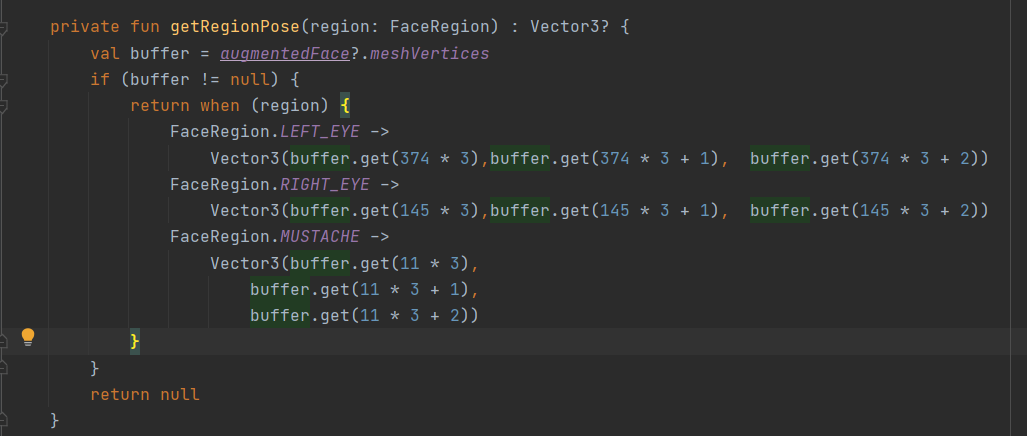 private fun getRegionPose(region: FaceRegion) : Vector3? {
    val buffer = augmentedFace?.meshVertices
    if (buffer != null) {
        return when (region) {
            FaceRegion.LEFT_EYE ->
                Vector3(buffer.get(374 * 3),buffer.get(374 * 3 + 1),  buffer.get(374 * 3 + 2))
            FaceRegion.RIGHT_EYE ->
                Vector3(buffer.get(145 * 3),buffer.get(145 * 3 + 1),  buffer.get(145 * 3 + 2))
            FaceRegion.MUSTACHE ->
                Vector3(buffer.get(11 * 3),
                    buffer.get(11 * 3 + 1),
                    buffer.get(11 * 3 + 2))
        }
    }
    return null
}